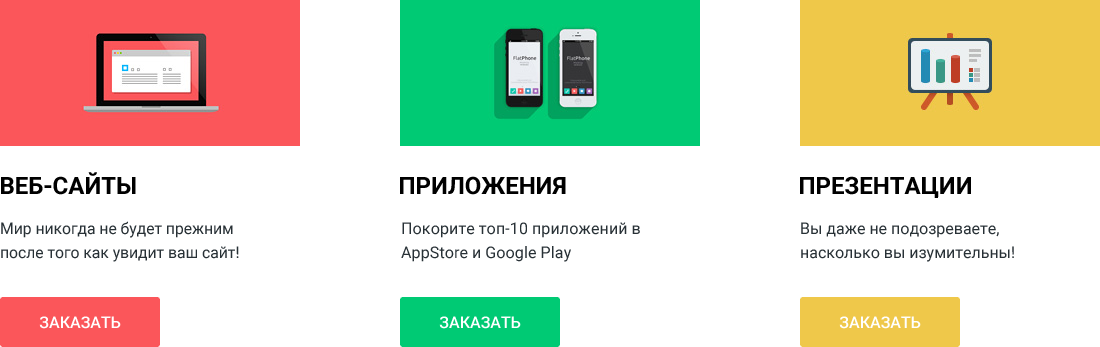 FlatPhone
FlatPhone
ВЕБ-САЙТЫ
Мир никогда не будет прежним
после того как увидит ваш сайт!
ЗАКАЗАТЬ
ПРИЛОЖЕНИЯ
Покорите топ-10 приложений в
AppStore и Google Play
ЗАКАЗАТЬ
ПРЕЗЕНТАЦИИ
Вы даже не подозреваете,
насколько вы изумительны!
ЗАКАЗАТЬ